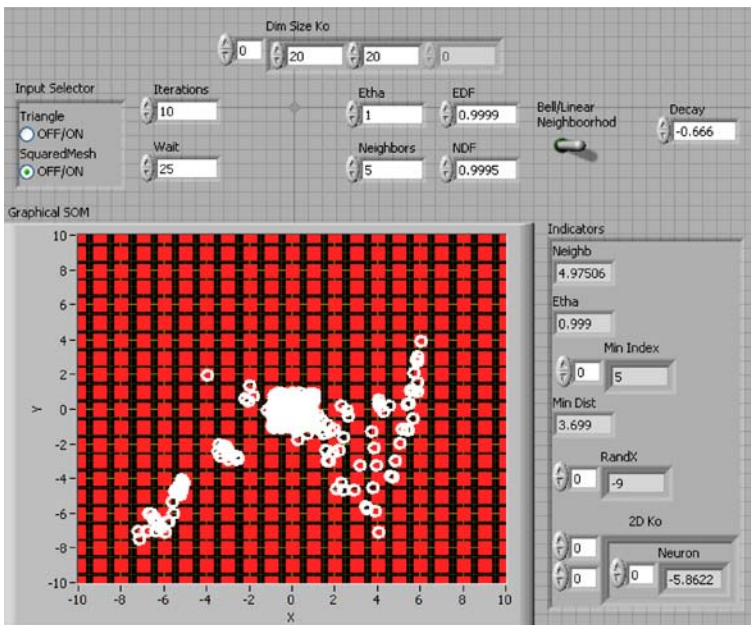 Dim Size Ko
0 20 20 0
Input Selector
Triangle
OFF/ON
SquaredMesh
OFF/ON
Iterations
10
Wait
25
Etha
1
EDF
0.9999
Neighbors
5
NDF
0.9995
Bell/Linear
Neighboorhod
Decay
-0.666
Graphical SOM
10
8
6
4
2
0
-2
-4
-6
-8
-10
Y
-10 -8 -6 -4 -2 0 2 4 6 8 10
X
Indicators
Neighb
4.97506
Etha
0.999
Min Index
0 5
Min Dist
3.699
RandX
0 -9
2D Ko
0
0
Neuron
0 -5.8622